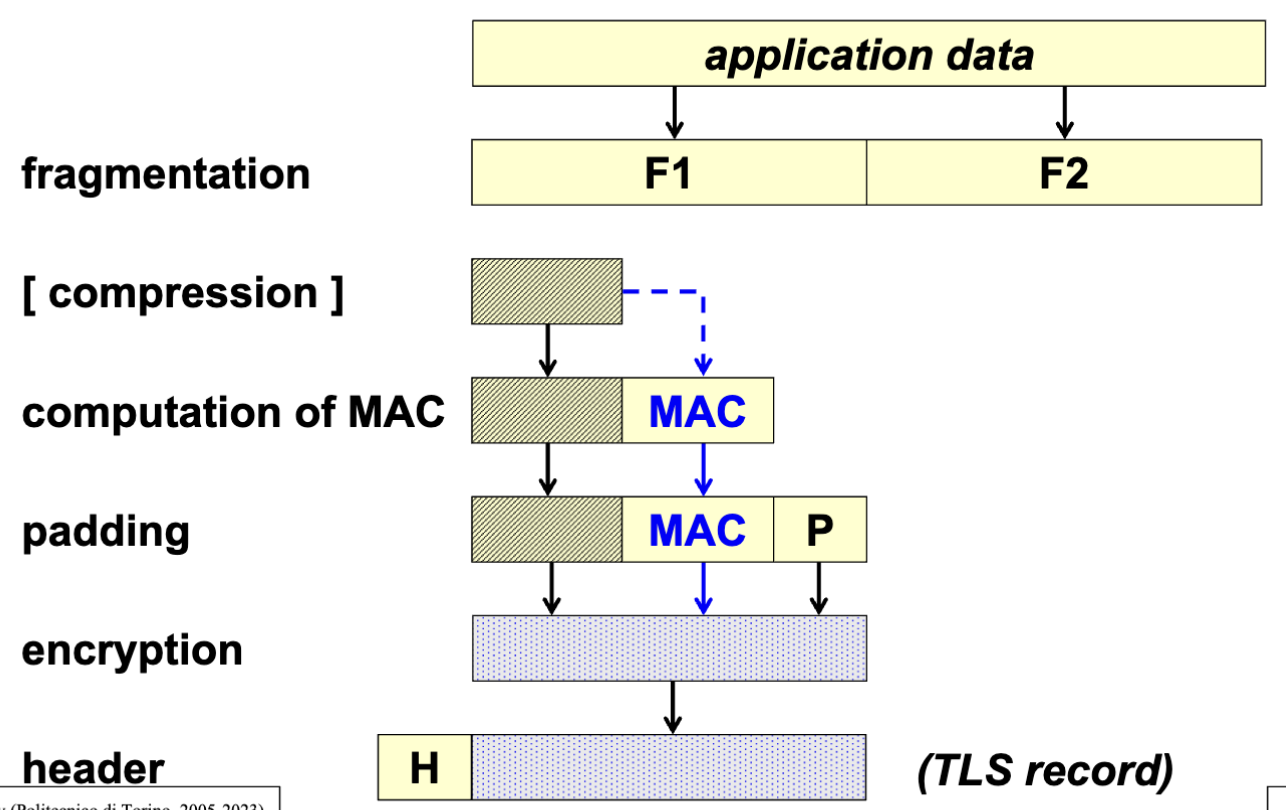 application data
fragmentation F1 F2
[ compression ]
computation of MAC MAC
padding MAC P
encryption
header H (TLS record)
(Politecnico di Torino, 2005-2023)